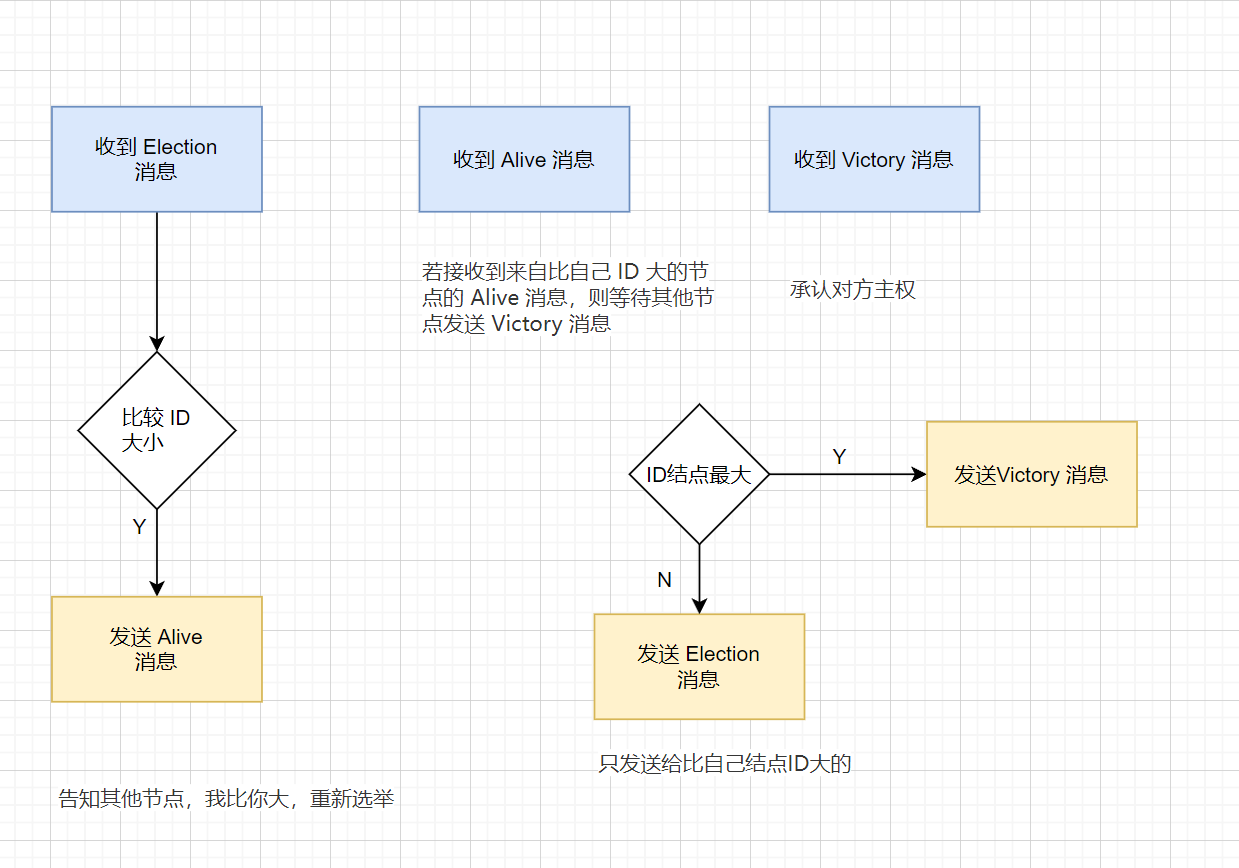 收到 Election
消息
收到 Alive 消息
收到 Victory 消息
若接收到来自比自己 ID 大的节
点的 Alive 消息，则等待其他节
点发送 Victory 消息
承认对方主权
比较 ID
大小
Y
发送 Alive
消息
告知其他节点，我比你大，重新选举
ID结点最大
Y
发送Victory 消息
N
发送 Election
消息
只发送给比自己结点ID大的